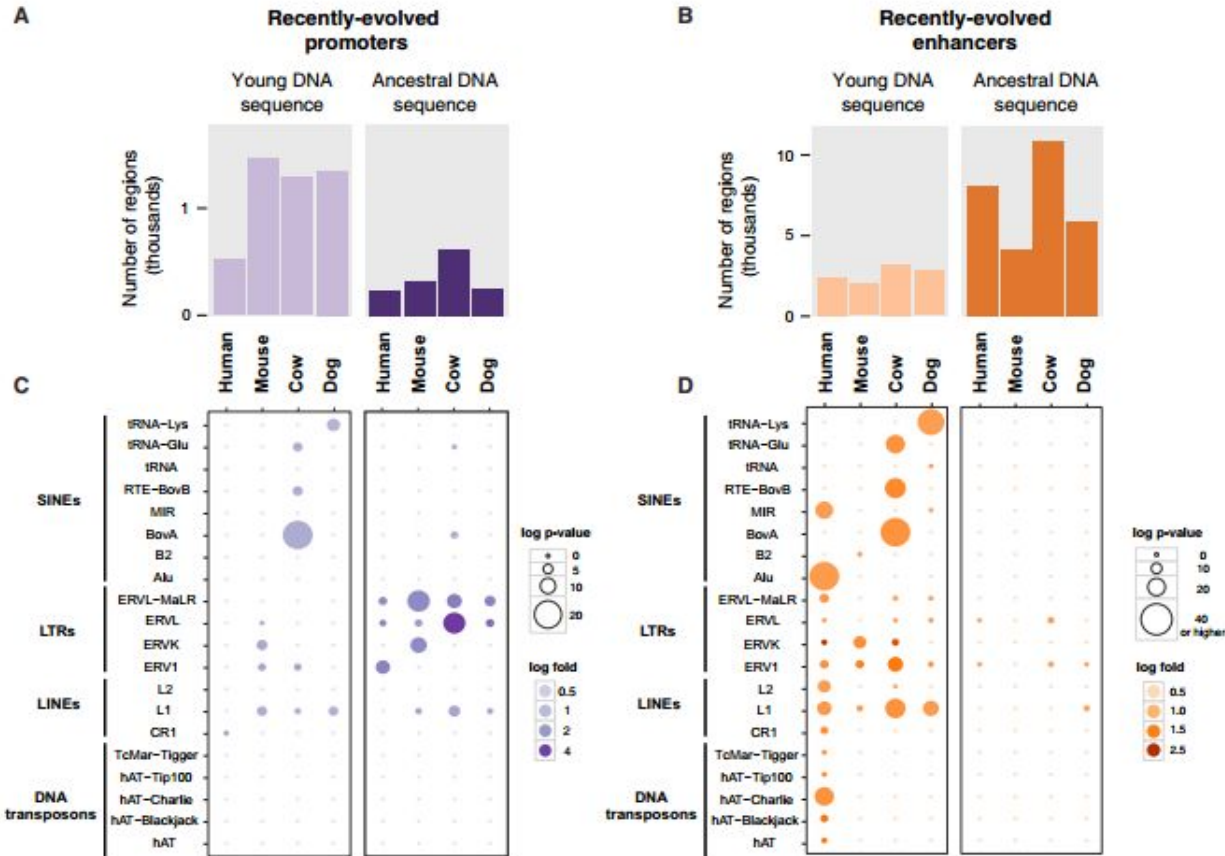 A
Recently-evolved
promoters
Young DNA
sequence
Ancestral DNA
sequence
Number of regions
(thousands)
1
0
Human
Mouse
Cow
Dog
Human
Mouse
Cow
Dog
B
Recently-evolved
enhancers
Young DNA
sequence
Ancestral DNA
sequence
Number of regions
(thousands)
10
5
0
Human
Mouse
Cow
Dog
Human
Mouse
Cow
Dog
C
SINEs
tRNA-Lys
tRNA-Glu
tRNA
RTE-BovB
MIR
BovA
B2
Alu
LTRs
ERVL-MaLR
ERVL
ERVK
ERV1
LINEs
L2
L1
CR1
DNA
transposons
TcMar-Tigger
hAT-Tip100
hAT-Charlie
hAT-Blackjack
hAT
log p-value
0
5
10
20
log fold
0.5
1
2
4
D
SINEs
tRNA-Lys
tRNA-Glu
tRNA
RTE-BovB
MIR
BovA
B2
Alu
LTRs
ERVL-MaLR
ERVL
ERVK
ERV1
LINEs
L2
L1
CR1
DNA
transposons
TcMar-Tigger
hAT-Tip100
hAT-Charlie
hAT-Blackjack
hAT
log p-value
0
10
20
40
or higher
log fold
0.5
1.0
1.5
2.5